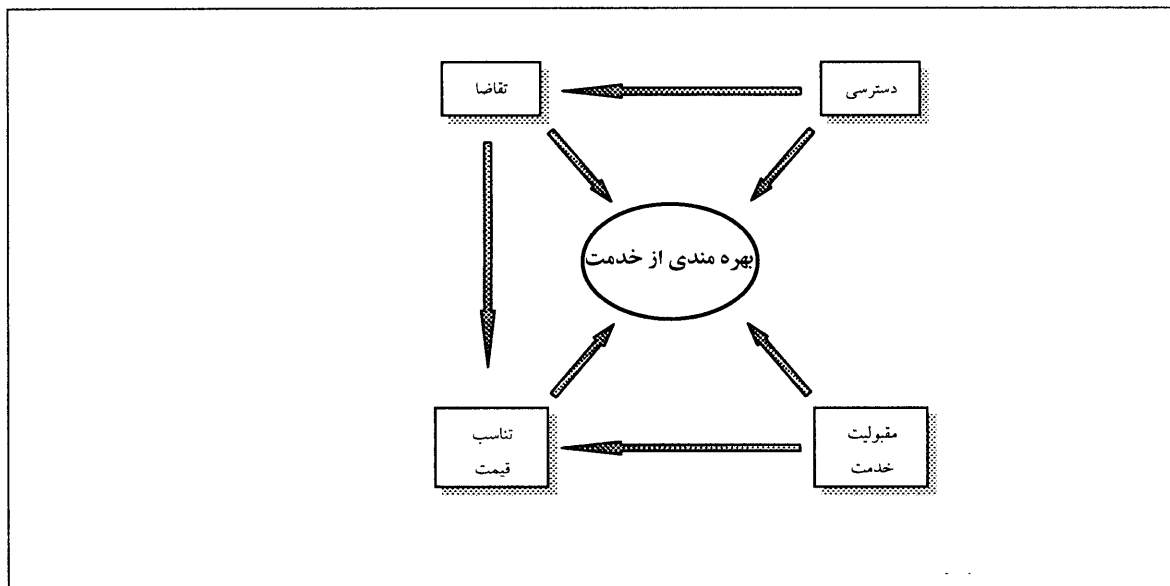 دسترسی
تقاضا
بهره مندی از خدمت
مقبولیت
خدمت
تناسب
قیمت